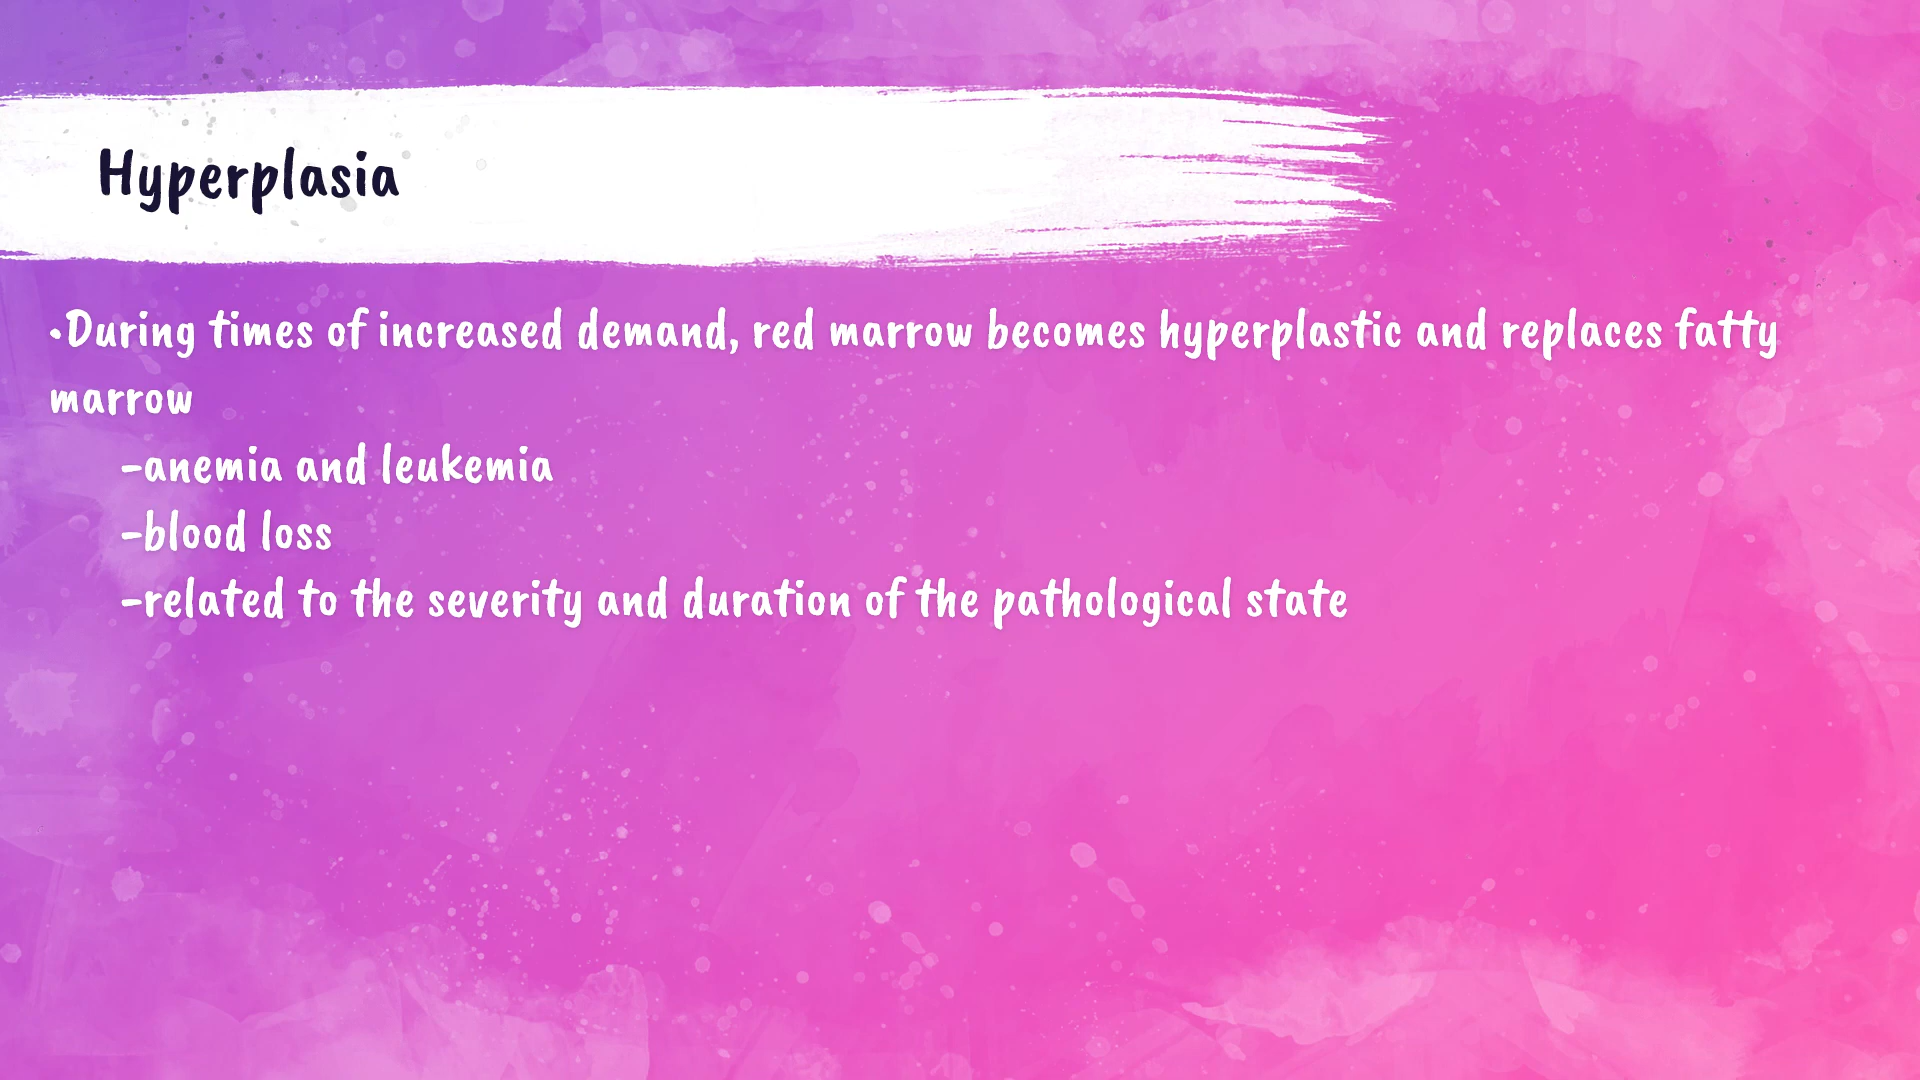 Hyperplasia
•During times of increased demand, red marrow becomes hyperplastic and replaces fatty
marrow
–anemia and leukemia
–blood loss
–related to the severity and duration of the pathological state